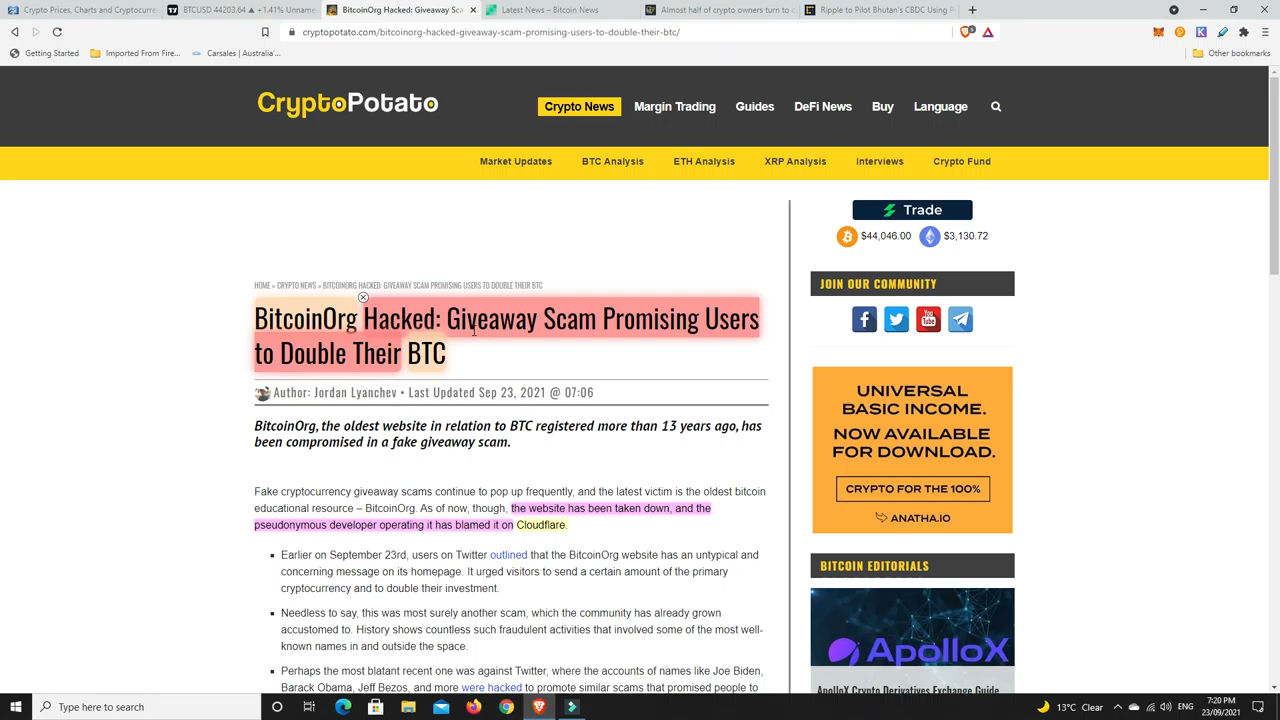 Crypto Prices, Charts and Cryptocurr
BTCUSD 44203.64 ▲ +1.41% Unname
BitcoinOrg Hacked: Giveaway Sca
Latest News – Bitcoin News
Almost half of crypto owners turn to
Ripple to Pilot Bhutan's CBDC Using
cryptopotato.com/bitcoinorg-hacked-giveaway-scam-promising-users-to-double-their-btc/
Getting Started
Imported From Fire...
Carsales | Australia'...
Other bookmarks
CryptoPotato
Crypto News
Margin Trading
Guides
DeFi News
Buy
Language
Market Updates
BTC Analysis
ETH Analysis
XRP Analysis
Interviews
Crypto Fund
Trade
$44,046.00
$3,130.72
HOME » CRYPTO NEWS » BITCOINORG HACKED: GIVEAWAY SCAM PROMISING USERS TO DOUBLE THEIR BTC
BitcoinOrg Hacked: Giveaway Scam Promising Users
to Double Their BTC
Author: Jordan Lyanchev • Last Updated Sep 23, 2021 @ 07:06
BitcoinOrg, the oldest website in relation to BTC registered more than 13 years ago, has
been compromised in a fake giveaway scam.
Fake cryptocurrency giveaway scams continue to pop up frequently, and the latest victim is the oldest bitcoin
educational resource – BitcoinOrg. As of now, though, the website has been taken down, and the
pseudonymous developer operating it has blamed it on Cloudflare.
▪ Earlier on September 23rd, users on Twitter outlined that the BitcoinOrg website has an untypical and
concerning message on its homepage. It urged visitors to send a certain amount of the primary
cryptocurrency and to double their investment.
▪ Needless to say, this was most surely another scam, which the community has already grown
accustomed to. History shows countless such fraudulent activities that involved some of the most well-
known names in and outside the space.
▪ Perhaps the most blatant recent one was against Twitter, where the accounts of names like Joe Biden,
Barack Obama, Jeff Bezos, and more were hacked to promote similar scams that promised people to
JOIN OUR COMMUNITY
You
Tube
UNIVERSAL
BASIC INCOME.
NOW AVAILABLE
FOR DOWNLOAD.
CRYPTO FOR THE 100%
ANATHA.IO
BITCOIN EDITORIALS
ApolloX
ApolloX Crypto Derivatives Exchange Guide
Type here to search
13°C Clear
ENG
7:20 PM
23/09/2021